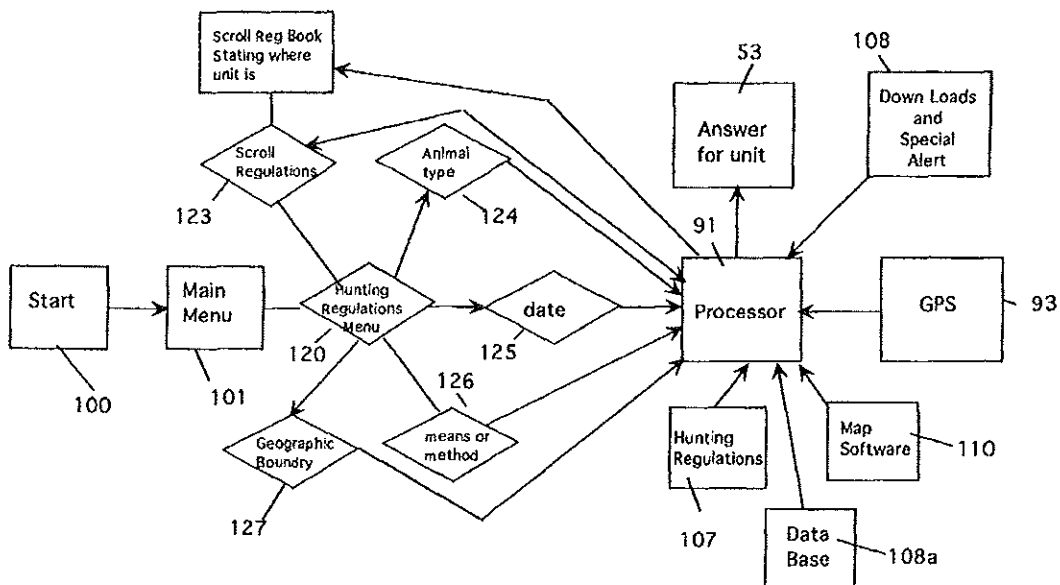 Scroll Reg Book
Stating where
unit is
53
108
Answer
for unit
Down Loads
and
Special
Alert
Scroll
Regulations
Animal
type
123
124
91
Start
Main
Menu
Hunting
Regulations
Menu
date
Processor
GPS
93
120
125
100
101
126
Geographic
Boundry
means or
method
127
Hunting
Regulations
Map
Software
110
107
Data
Base
108a